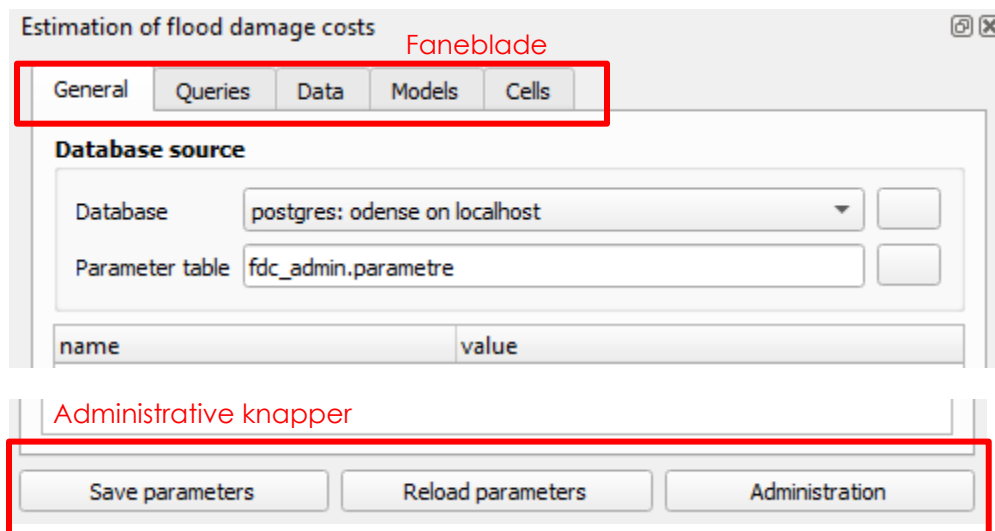 Estimation of flood damage costs
Faneblade
General Queries Data Models Cells
Database source
Database postgres: odense on localhost
Parameter table fdc_admin.parametre
name value
Administrative knapper
Save parameters Reload parameters Administration